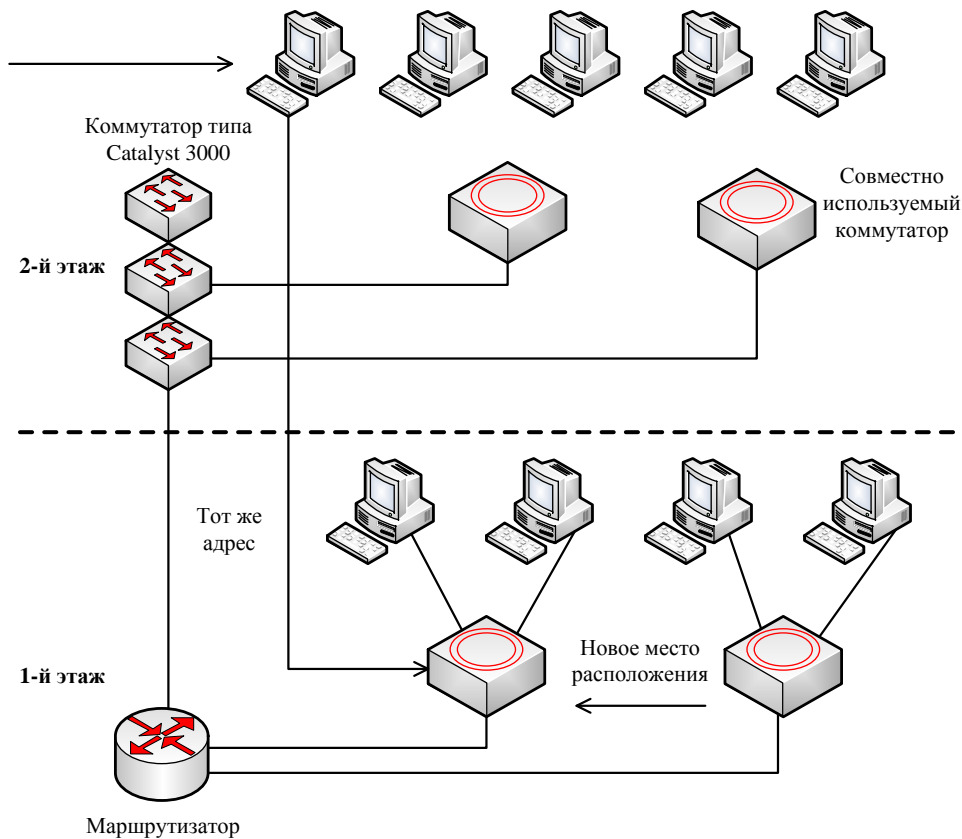 Коммутатор типа
Catalyst 3000
Совместно
используемый
коммутатор
2-й этаж
Тот же
адрес
Новое место
расположения
1-й этаж
Маршрутизатор